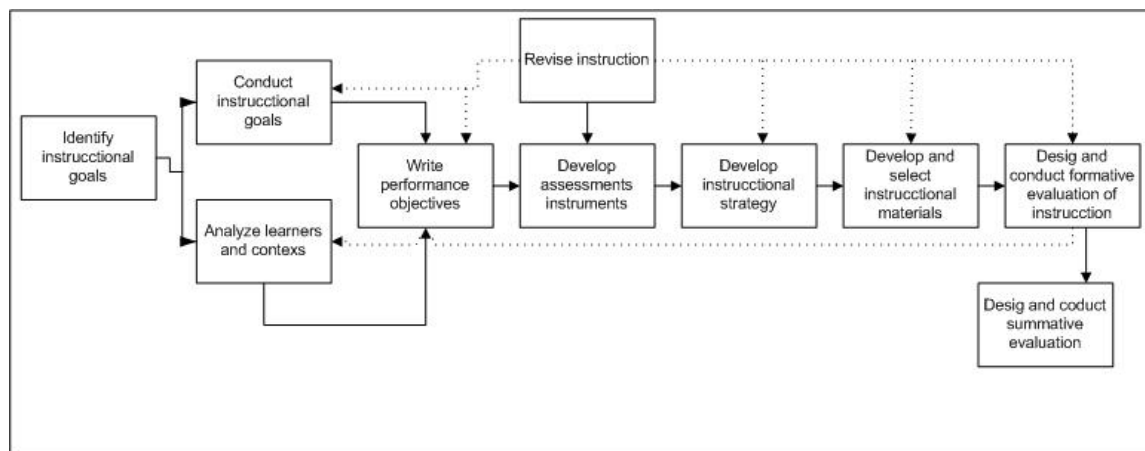 Revise instruction
Conduct
instrucctional
goals
Identify
instrucctional
goals
Write
performance
objectives
Develop
assessments
instruments
Develop
instrucctional
strategy
Develop and
select
instrucctional
materials
Desig and
conduct formative
evaluation of
instrucction
Analyze learners
and contexs
Desig and coduct
summative
evaluation